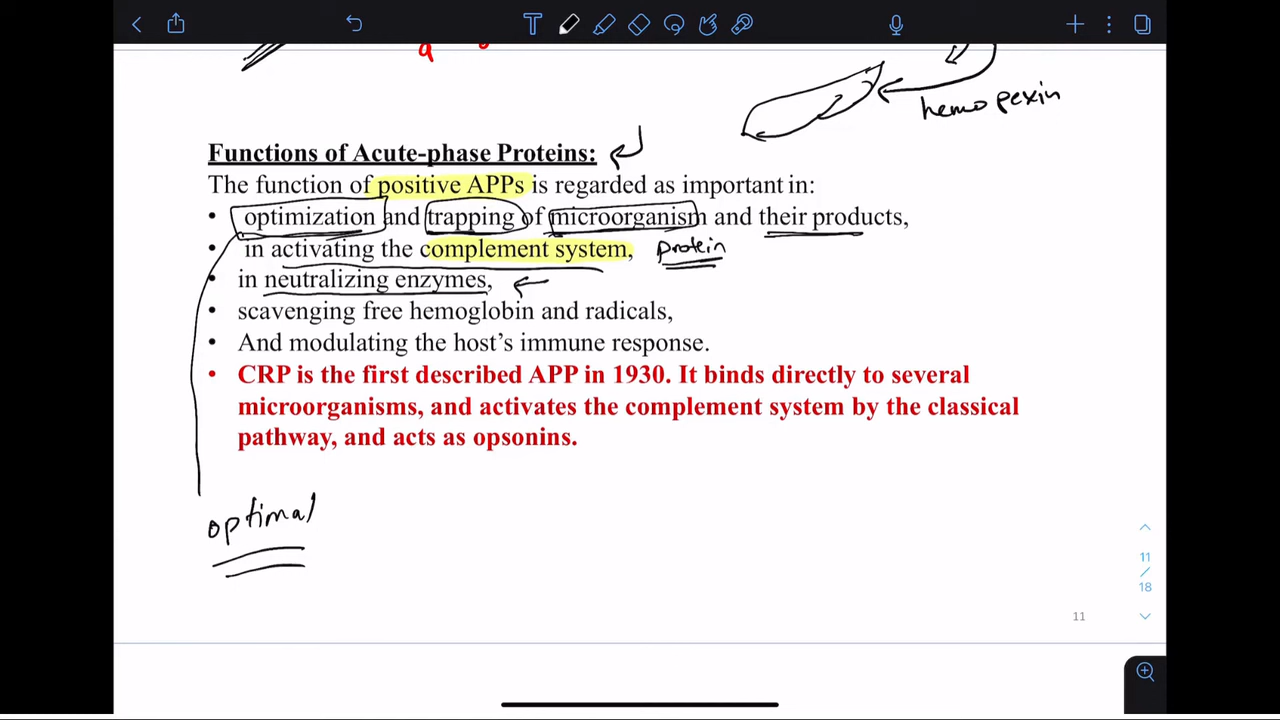 hemopexin
Functions of Acute-phase Proteins:
The function of positive APPs is regarded as important in:
• optimization and trapping of microorganism and their products,
• in activating the complement system, protein
• in neutralizing enzymes,
• scavenging free hemoglobin and radicals,
• And modulating the host's immune response.
• CRP is the first described APP in 1930. It binds directly to several
microorganisms, and activates the complement system by the classical
pathway, and acts as opsonins.
optimal
11
/
18
11